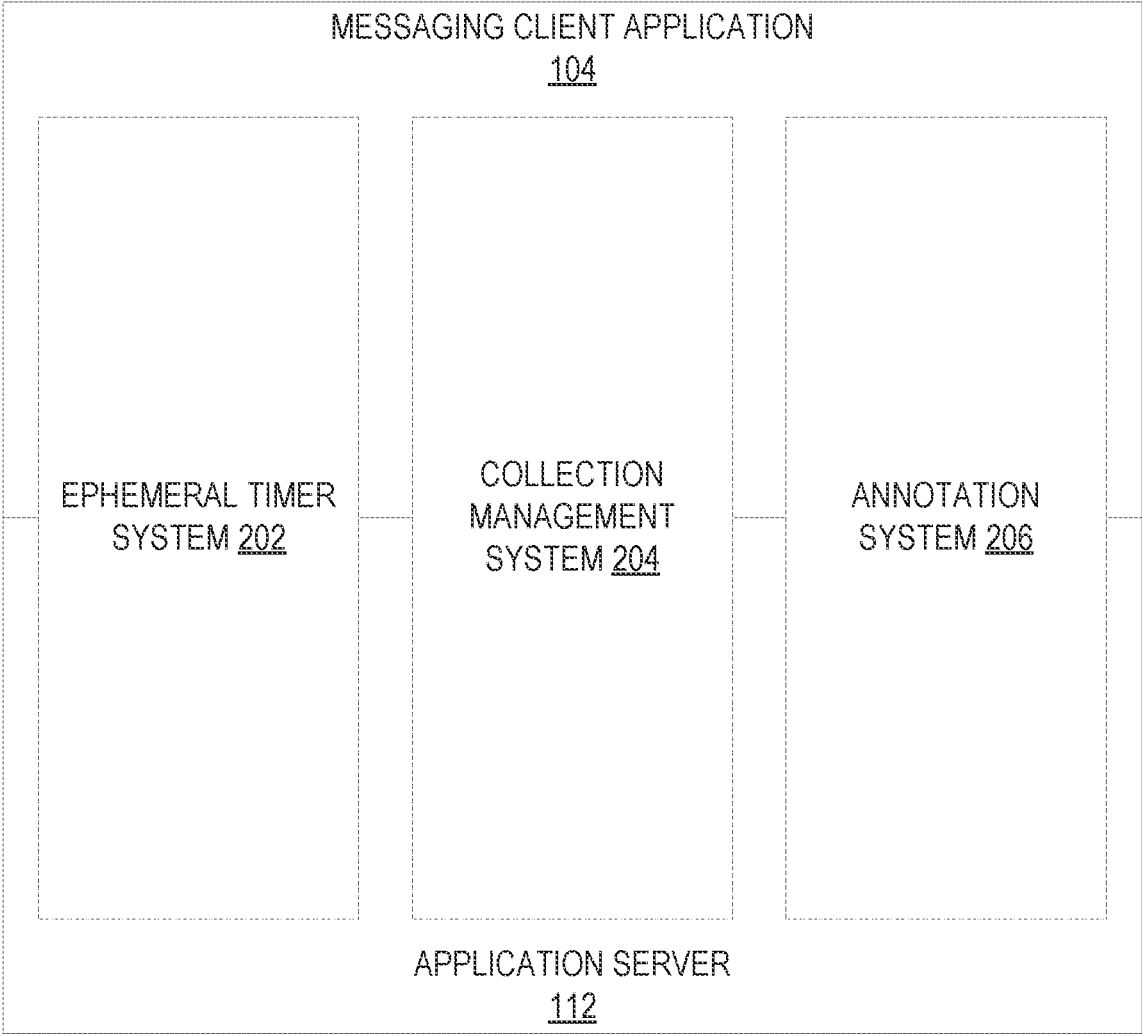 MESSAGING CLIENT APPLICATION
104
EPHEMERAL TIMER
SYSTEM 202
COLLECTION
MANAGEMENT
SYSTEM 204
ANNOTATION
SYSTEM 206
APPLICATION SERVER
112